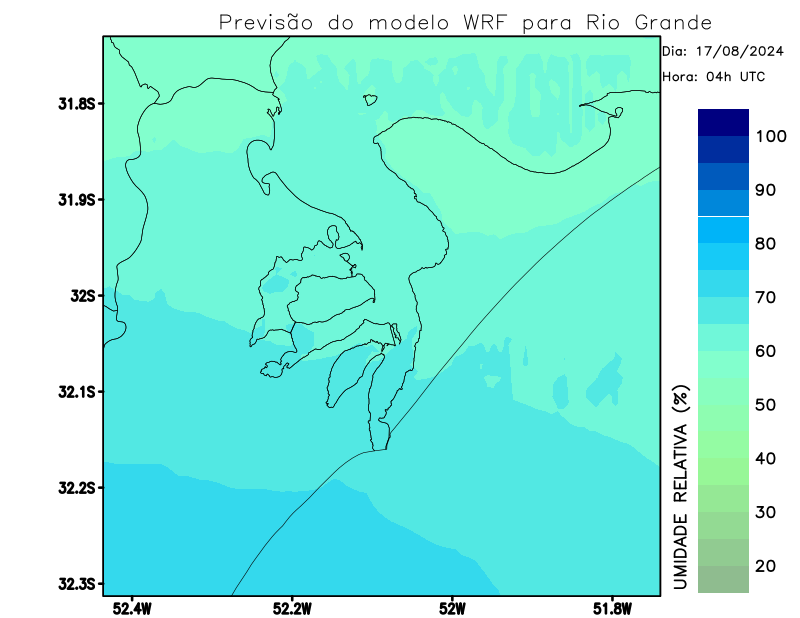 Previsão do modelo WRF para Rio Grande
Dia: 17/08/2024
Hora: 04h UTC
31.8S
31.9S
32S
32.1S
32.2S
32.3S
52.4W
52.2W
52W
51.8W
UMIDADE RELATIVA (%)
100
90
80
70
60
50
40
30
20